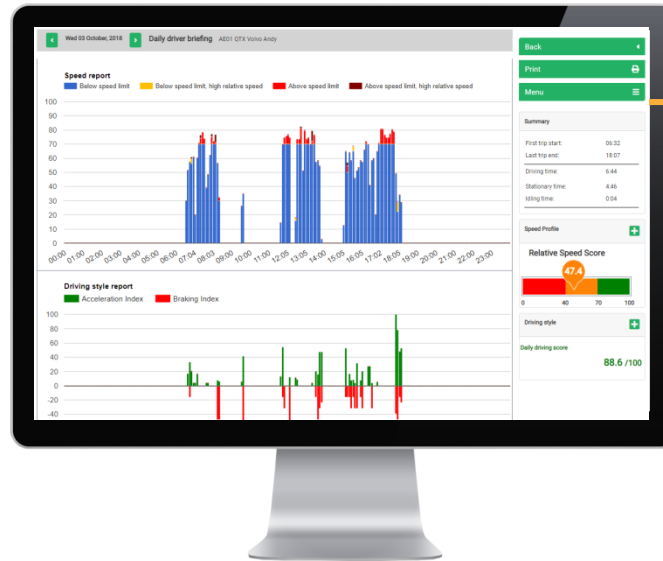 Wed 03 October, 2018 Daily driver briefing AE01 QTX Volvo Andy
Speed report
Below speed limit Below speed limit, high relative speed Above speed limit Above speed limit, high relative speed
100
90
80
70
60
50
40
30
20
10
0
00:00 01:00 02:00 03:00 04:00 05:00 06:00 07:04 08:03 09:00 10:00 11:00 12:05 13:05 14:00 15:05 16:05 17:02 18:05 19:00 20:00 21:00 22:00 23:00
Driving style report
Acceleration Index Braking Index
100
80
60
40
20
0
-20
-40
Back
Print
Menu
Summary
First trip start: 06:32
Last trip end: 18:07
Driving time: 6:44
Stationary time: 4:46
Idling time: 0:04
Speed Profile
Relative Speed Score
47.4
0 40 70 100
Driving style
Daily driving score
88.6 /100